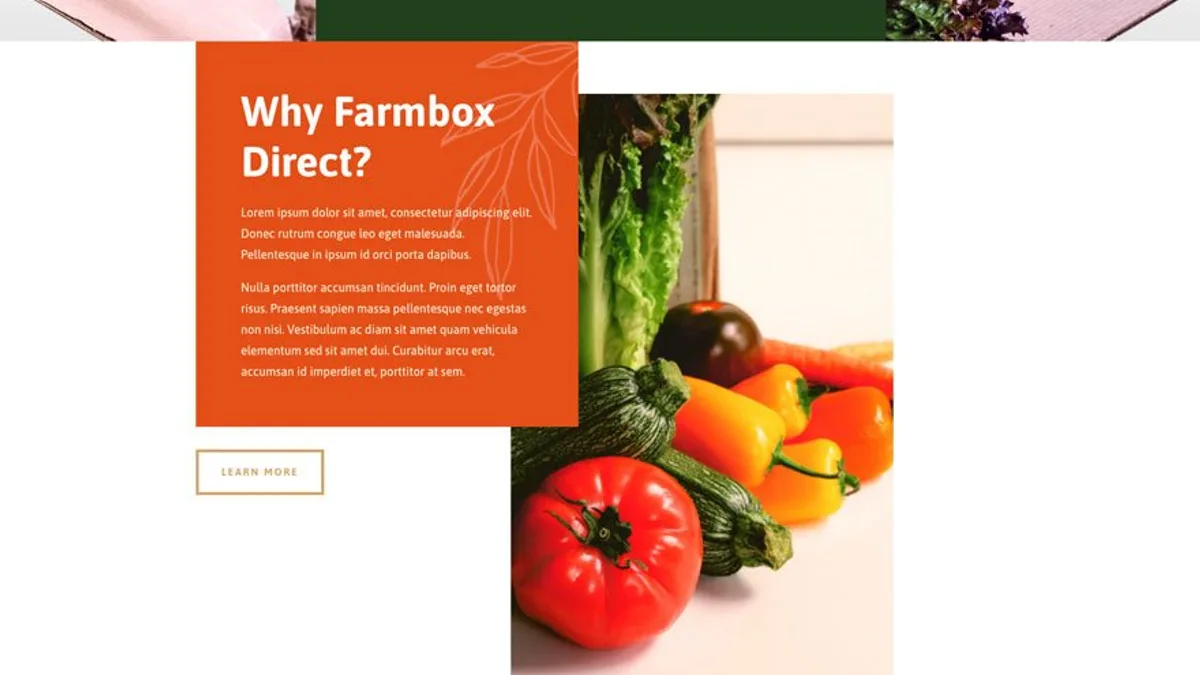 Why Farmbox
Direct?
Lorem ipsum dolor sit amet, consectetur adipiscing elit.
Donec rutrum congue leo eget malesuada.
Pellentesque in ipsum id orci porta dapibus.
Nulla porttitor accumsan tincidunt. Proin eget tortor
risus. Praesent sapien massa pellentesque nec egestas
non nisi. Vestibulum ac diam sit amet quam vehicula
elementum sed sit amet dui. Curabitur arcu erat,
accumsan id imperdiet et, porttitor at sem.
LEARN MORE